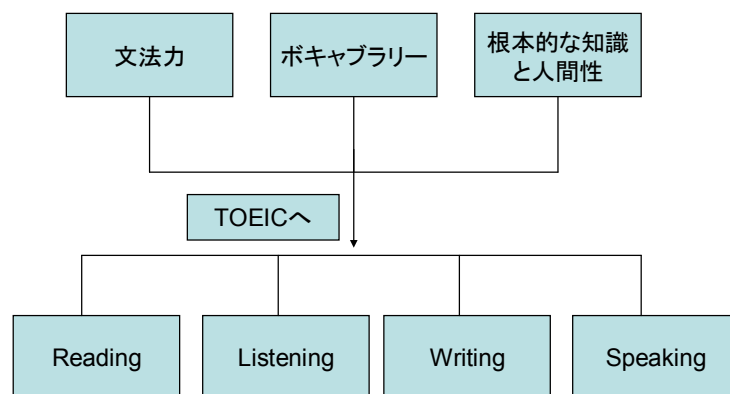 文法力
ボキャブラリー
根本的な知識
と人間性
TOEICへ
Reading
Listening
Writing
Speaking